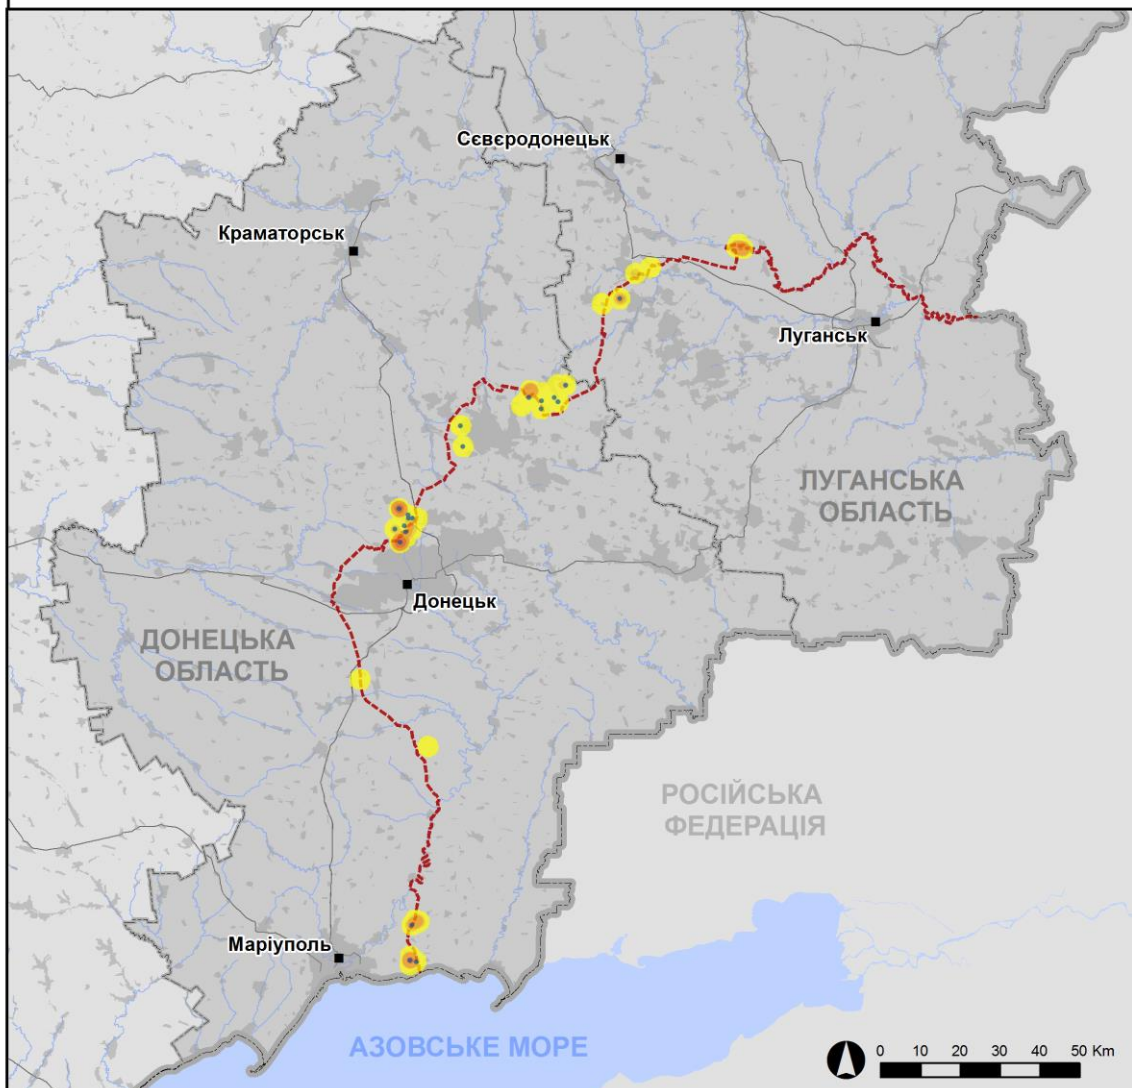 Сєвєродонецьк
Краматорськ
Луганськ
ЛУГАНСЬКА
ОБЛАСТЬ
Донецьк
ДОНЕЦЬКА
ОБЛАСТЬ
РОСІЙСЬКА
ФЕДЕРАЦІЯ
Маріуполь
АЗОВСЬКЕ МОРЕ
0 10 20 30 40 50 Km